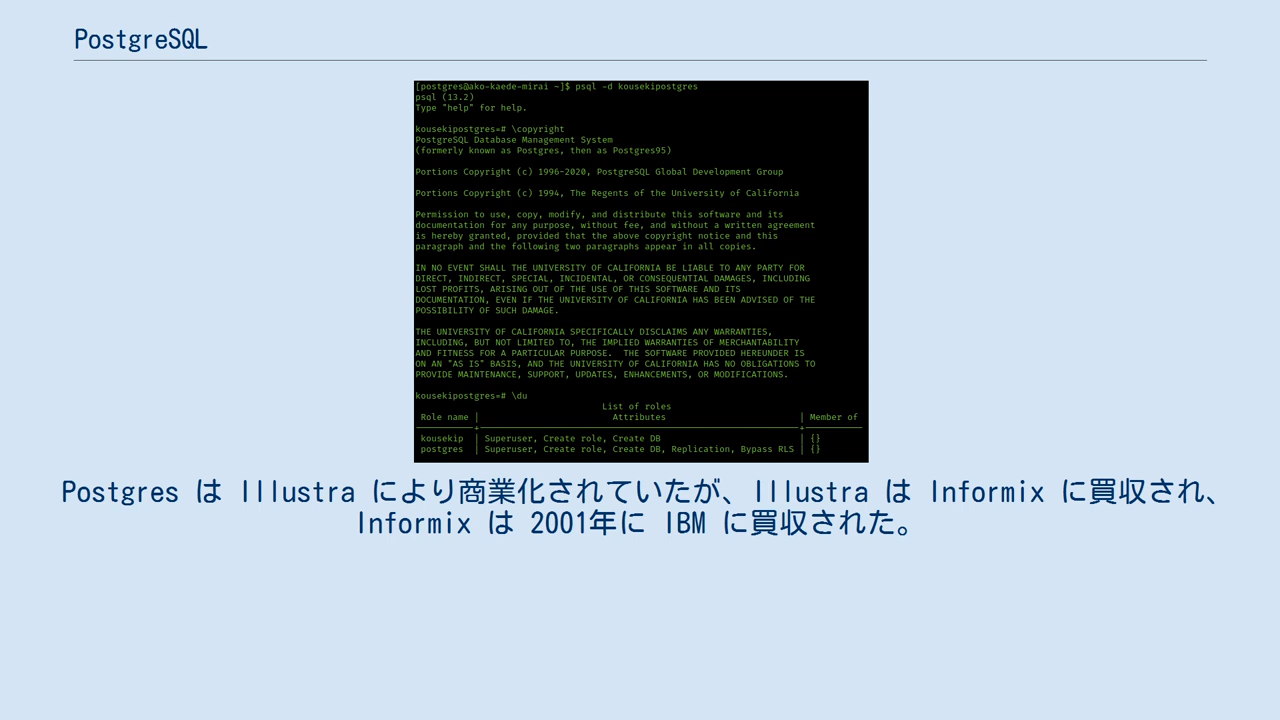 PostgreSQL
[postgres@ako-kaede-mirai ~]$ psql -d kousekipostgres
psql (13.2)
Type "help" for help.
kousekipostgres=# \copyright
PostgreSQL Database Management System
(formerly known as Postgres, then as Postgres95)
Portions Copyright (c) 1996-2020, PostgreSQL Global Development Group
Portions Copyright (c) 1994, The Regents of the University of California
Permission to use, copy, modify, and distribute this software and its
documentation for any purpose, without fee, and without a written agreement
is hereby granted, provided that the above copyright notice and this
paragraph and the following two paragraphs appear in all copies.
IN NO EVENT SHALL THE UNIVERSITY OF CALIFORNIA BE LIABLE TO ANY PARTY FOR
DIRECT, INDIRECT, SPECIAL, INCIDENTAL, OR CONSEQUENTIAL DAMAGES, INCLUDING
LOST PROFITS, ARISING OUT OF THE USE OF THIS SOFTWARE AND ITS
DOCUMENTATION, EVEN IF THE UNIVERSITY OF CALIFORNIA HAS BEEN ADVISED OF THE
POSSIBILITY OF SUCH DAMAGE.
THE UNIVERSITY OF CALIFORNIA SPECIFICALLY DISCLAIMS ANY WARRANTIES,
INCLUDING, BUT NOT LIMITED TO, THE IMPLIED WARRANTIES OF MERCHANTABILITY
AND FITNESS FOR A PARTICULAR PURPOSE.  THE SOFTWARE PROVIDED HEREUNDER IS
ON AN "AS IS" BASIS, AND THE UNIVERSITY OF CALIFORNIA HAS NO OBLIGATIONS TO
PROVIDE MAINTENANCE, SUPPORT, UPDATES, ENHANCEMENTS, OR MODIFICATIONS.
kousekipostgres=# \du
List of roles
Role name | Attributes | Member of
kousekip | Superuser, Create role, Create DB | {}
postgres | Superuser, Create role, Create DB, Replication, Bypass RLS | {}
Postgres は Illustra により商業化されていたが、Illustra は Informix に買収され、
Informix は 2001年に IBM に買収された。